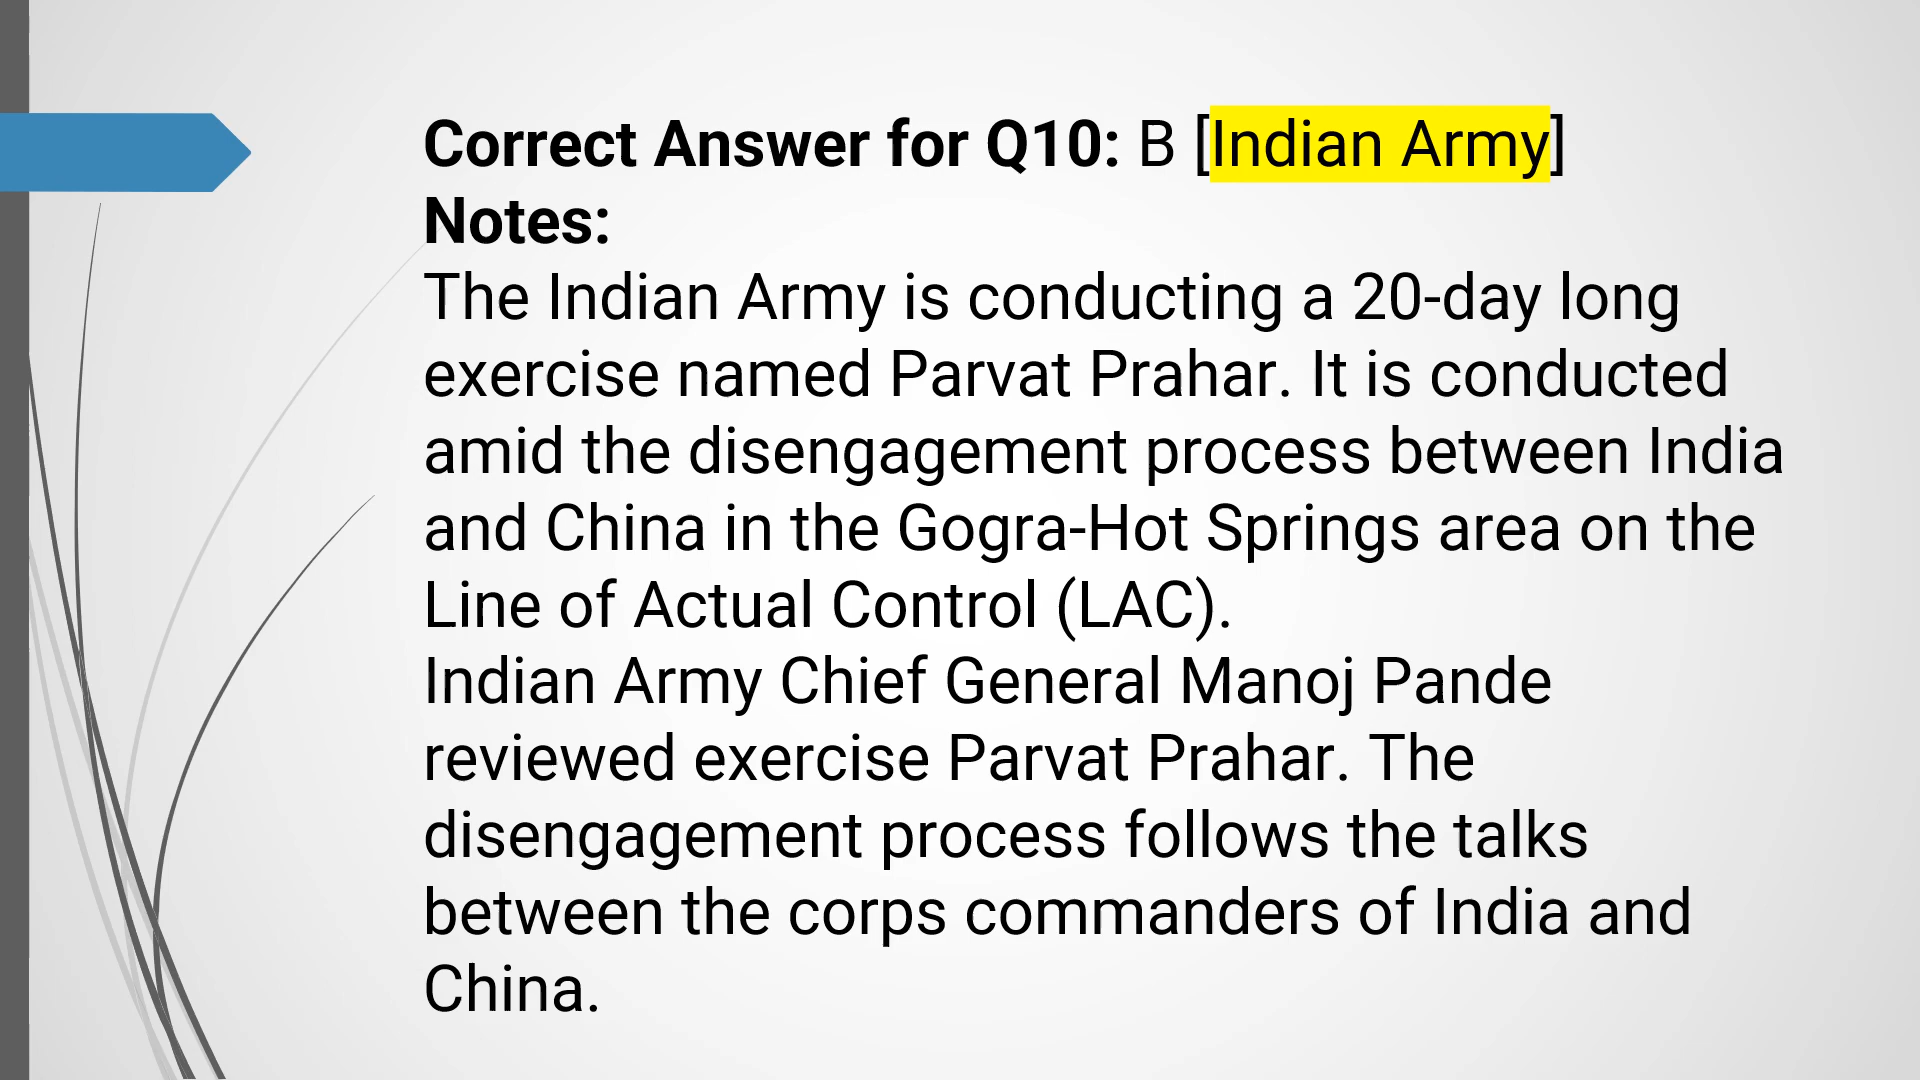 Correct Answer for Q10: B [Indian Army]
Notes:
The Indian Army is conducting a 20-day long
exercise named Parvat Prahar. It is conducted
amid the disengagement process between India
and China in the Gogra-Hot Springs area on the
Line of Actual Control (LAC).
Indian Army Chief General Manoj Pande
reviewed exercise Parvat Prahar. The
disengagement process follows the talks
between the corps commanders of India and
China.